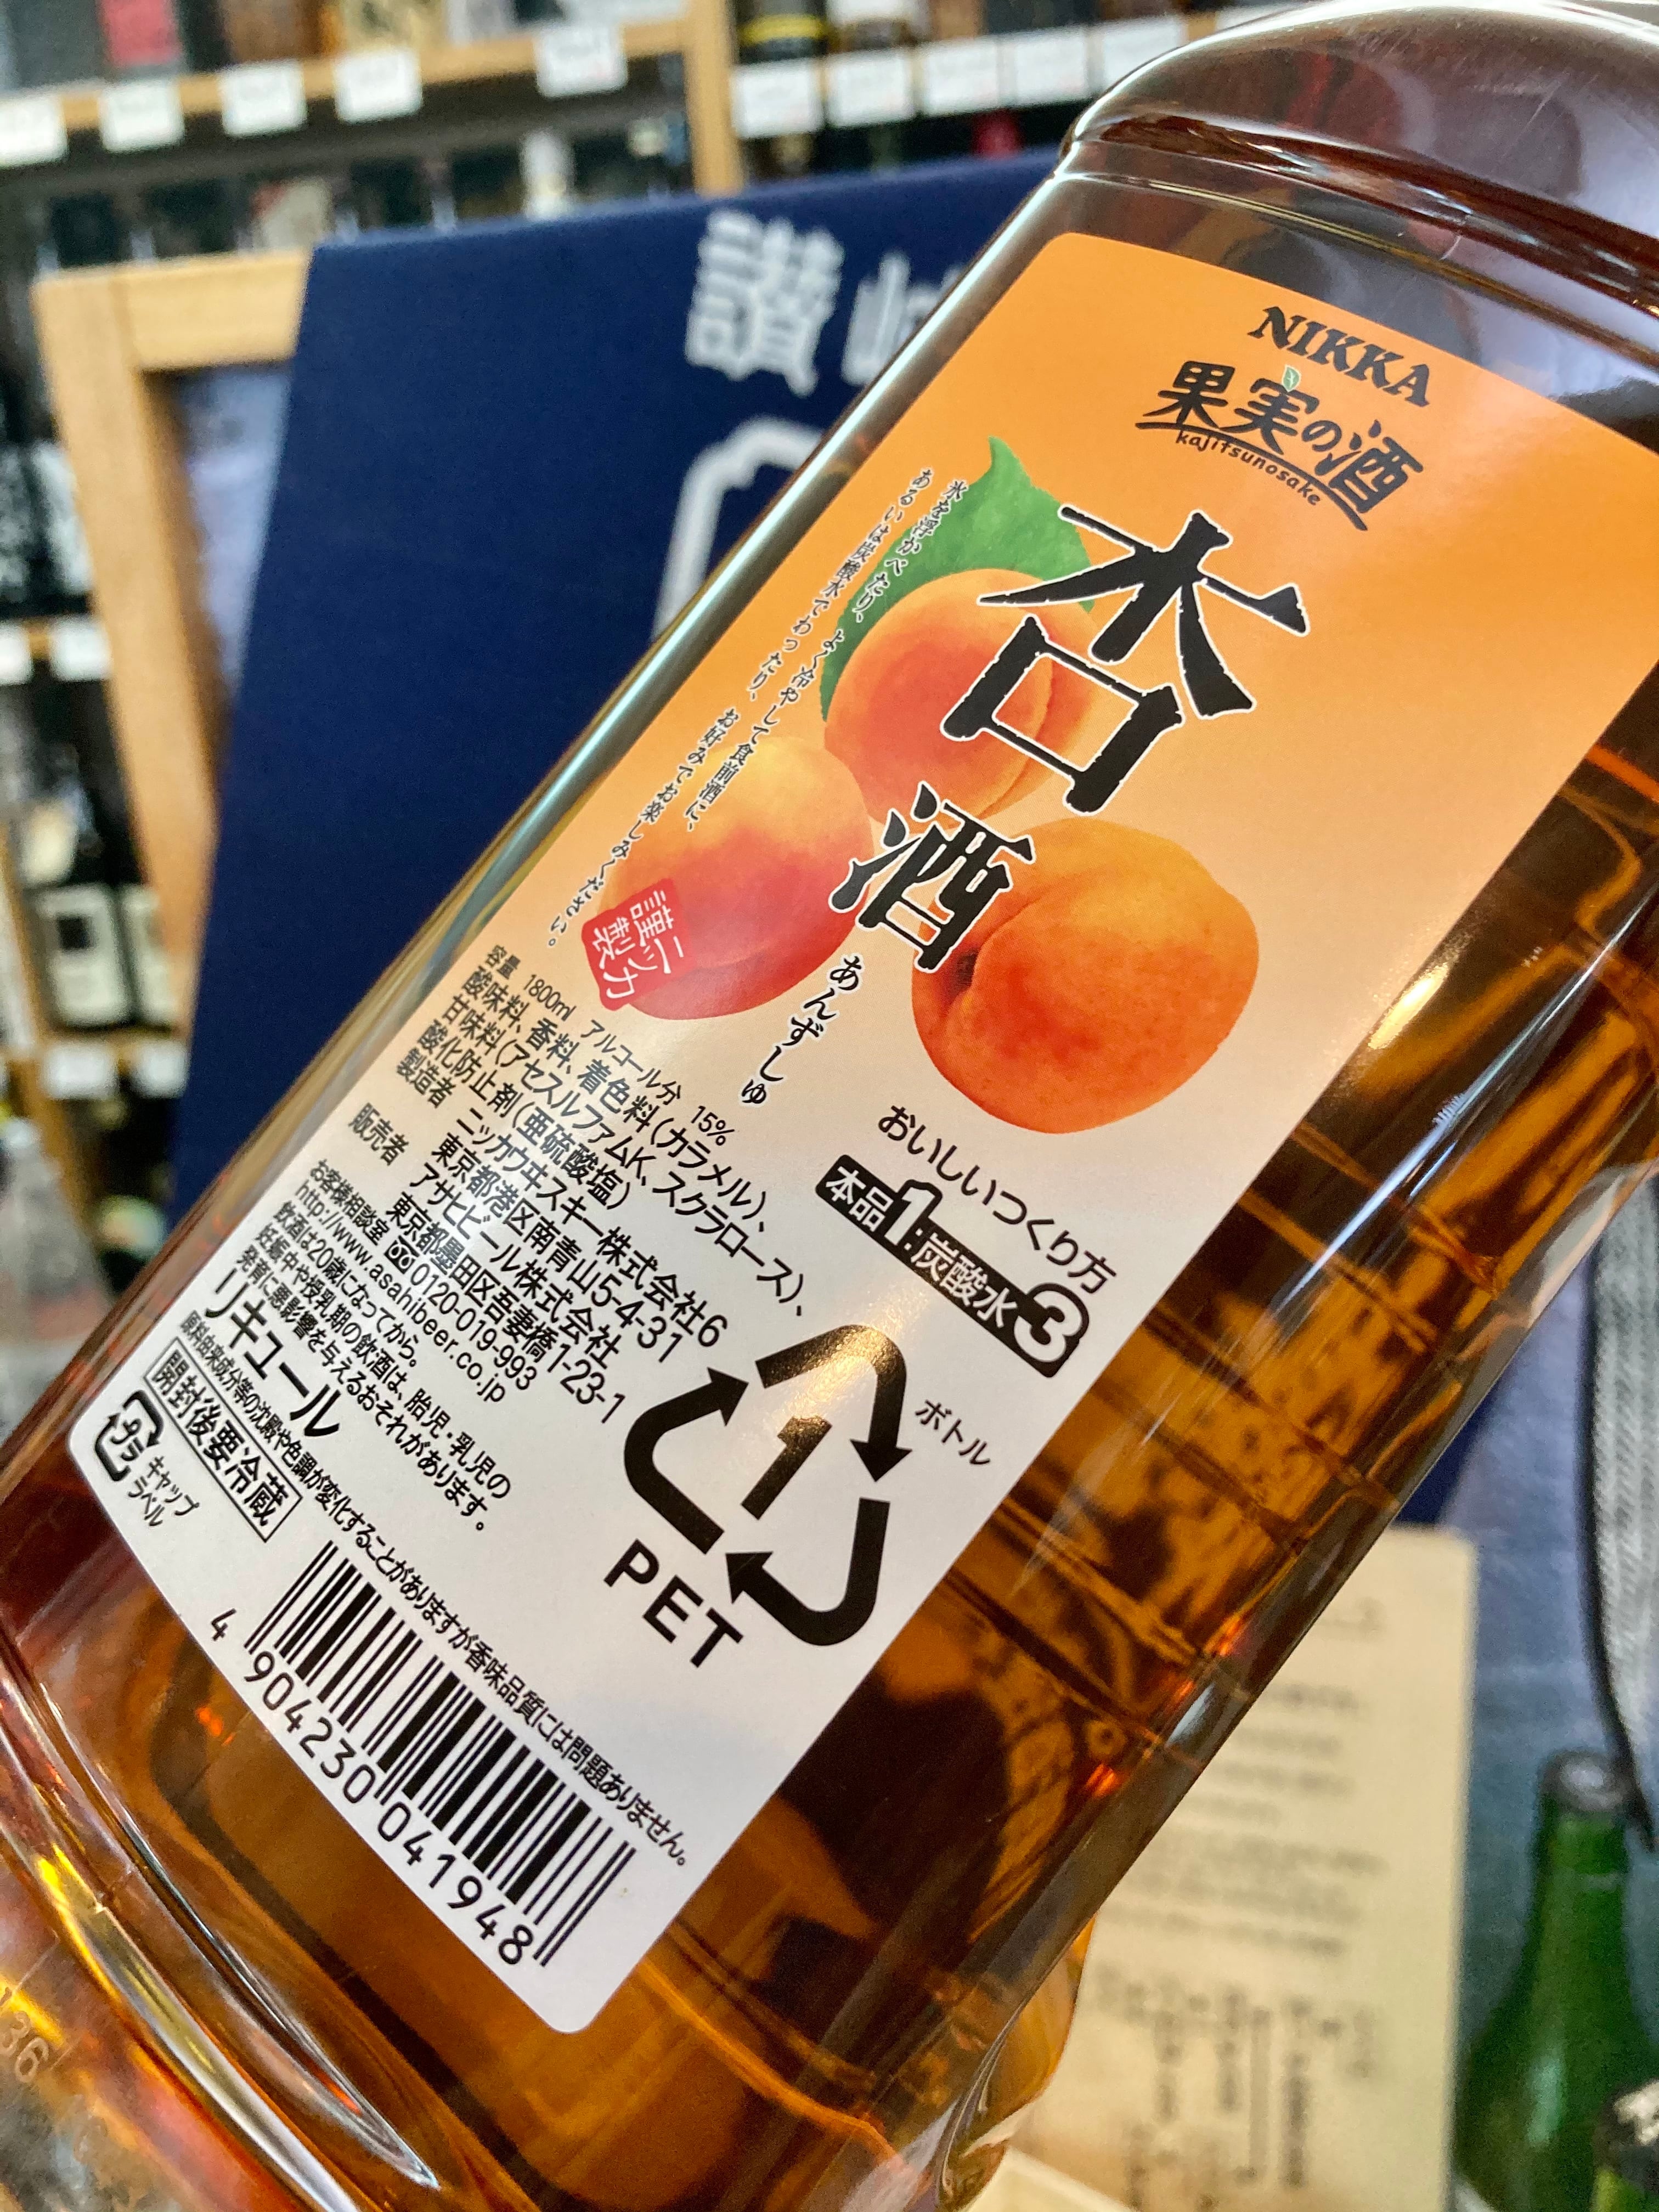 讃岐
NIKKA
果実の酒
kajitsunosake
杏酒
あんずしゅ
氷を浮かべたり、よく冷やして食前酒に、
あるいは炭酸水でわったり、お好みでお楽しみください。
ニッカ
謹製
おいしいつくり方
本品1:炭酸水3
容量 1800ml アルコール分 15%
酸味料、香料、着色料(カラメル)、
甘味料(アセスルファムK、スクラロース)、
酸化防止剤(亜硫酸塩)
製造者 ニッカウヰスキー株式会社6
東京都港区南青山5-4-31
販売者 アサヒビール株式会社
東京都墨田区吾妻橋1-23-1
お客様相談室 0120-019-993
http://www.asahibeer.co.jp
飲酒は20歳になってから。
妊娠中や授乳期の飲酒は、胎児・乳児の
発育に悪影響を与えるおそれがあります。
リキュール
原料由来成分等の沈殿や色調が変化することがありますが香味品質には問題ありません。
開封後要冷蔵
プラ
キャップ
ラベル
ボトル
1
PET
4 904230 041948